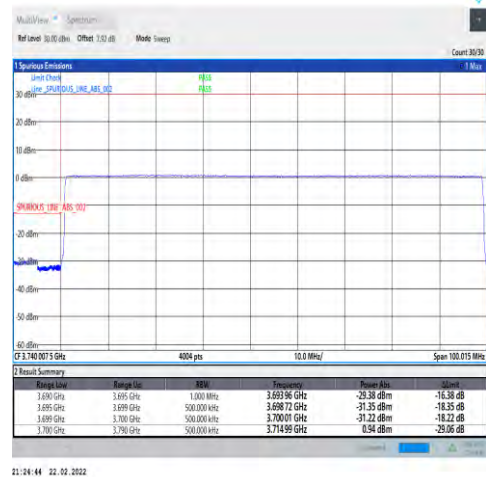 MultiView Spectrum
Ref Level 30.00 dBm Offset 7.92 dB Mode Sweep
Count 30/30
1 Spurious Emissions 1 Max
Limit Check PASS
Line _SPURIOUS_LINE_ABS_002 PASS
30 dBm
20 dBm
10 dBm
0 dBm
SPURIOUS_LINE_ABS_002
-20 dBm
-30 dBm
-40 dBm
-50 dBm
-60 dBm
CF 3.740 007 5 GHz 4004 pts 10.0 MHz/ Span 100.015 MHz
2 Result Summary
Range Low Range Up RBW Frequency Power Abs ΔLimit
3.690 GHz 3.695 GHz 1.000 MHz 3.693 96 GHz -29.38 dBm -16.38 dB
3.695 GHz 3.699 GHz 500.000 kHz 3.698 72 GHz -31.35 dBm -18.35 dB
3.699 GHz 3.700 GHz 500.000 kHz 3.700 01 GHz -31.22 dBm -18.22 dB
3.700 GHz 3.790 GHz 500.000 kHz 3.714 99 GHz 0.94 dBm -29.06 dB
21:24:44 22.02.2022